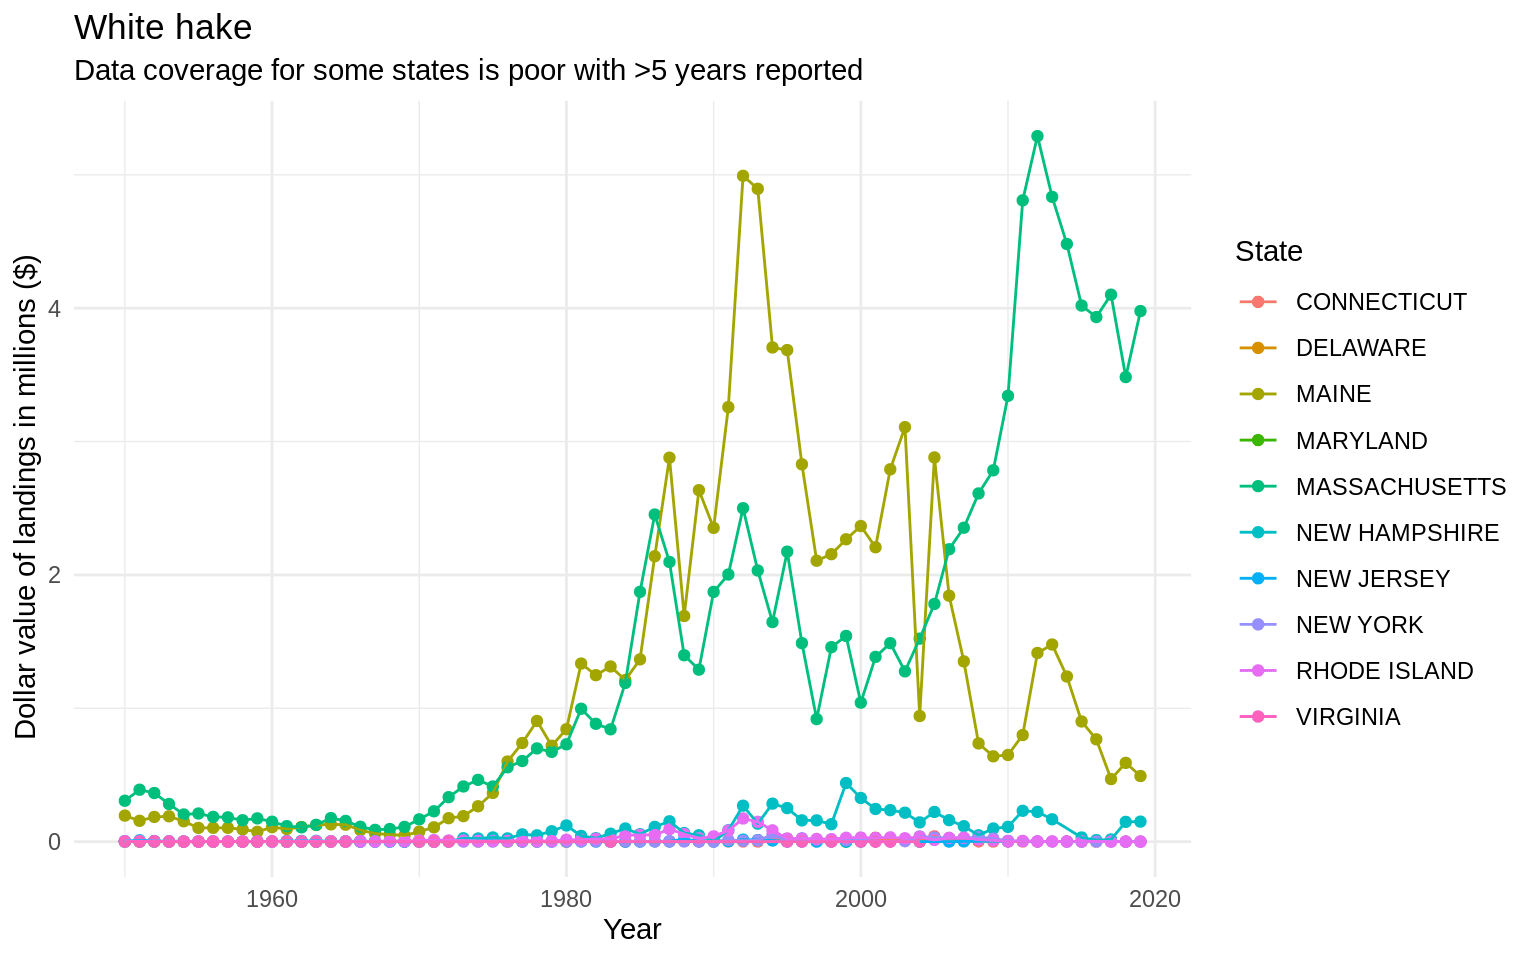 White hake
Data coverage for some states is poor with >5 years reported
Dollar value of landings in millions ($)
4
2
0
1960
1980
2000
2020
Year
State
CONNECTICUT
DELAWARE
MAINE
MARYLAND
MASSACHUSETTS
NEW HAMPSHIRE
NEW JERSEY
NEW YORK
RHODE ISLAND
VIRGINIA